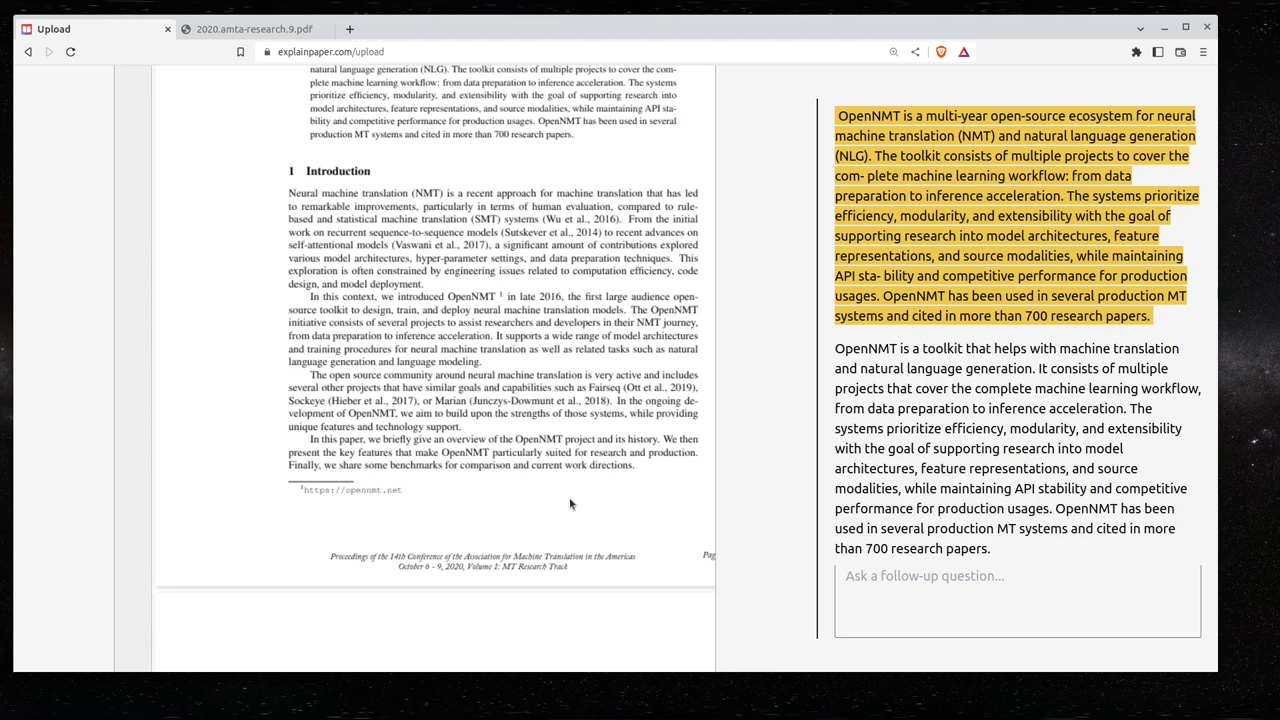 Upload
2020.amta-research.9.pdf
explainpaper.com/upload
natural language generation (NLG). The toolkit consists of multiple projects to cover the com-
plete machine learning workflow: from data preparation to inference acceleration. The systems
prioritize efficiency, modularity, and extensibility with the goal of supporting research into
model architectures, feature representations, and source modalities, while maintaining API sta-
bility and competitive performance for production usages. OpenNMT has been used in several
production MT systems and cited in more than 700 research papers.
1 Introduction
Neural machine translation (NMT) is a recent approach for machine translation that has led
to remarkable improvements, particularly in terms of human evaluation, compared to rule-
based and statistical machine translation (SMT) systems (Wu et al., 2016). From the initial
work on recurrent sequence-to-sequence models (Sutskever et al., 2014) to recent advances on
self-attentional models (Vaswani et al., 2017), a significant amount of contributions explored
various model architectures, hyper-parameter settings, and data preparation techniques. This
exploration is often constrained by engineering issues related to computation efficiency, code
design, and model deployment.
In this context, we introduced OpenNMT 1 in late 2016, the first large audience open-
source toolkit to design, train, and deploy neural machine translation models. The OpenNMT
initiative consists of several projects to assist researchers and developers in their NMT journey,
from data preparation to inference acceleration. It supports a wide range of model architectures
and training procedures for neural machine translation as well as related tasks such as natural
language generation and language modeling.
The open source community around neural machine translation is very active and includes
several other projects that have similar goals and capabilities such as Fairseq (Ott et al., 2019),
Sockeye (Hieber et al., 2017), or Marian (Junczys-Dowmunt et al., 2018). In the ongoing de-
velopment of OpenNMT, we aim to build upon the strengths of those systems, while providing
unique features and technology support.
In this paper, we briefly give an overview of the OpenNMT project and its history. We then
present the key features that make OpenNMT particularly suited for research and production.
Finally, we share some benchmarks for comparison and current work directions.
1https://opennmt.net
Proceedings of the 14th Conference of the Association for Machine Translation in the Americas
October 6 - 9, 2020, Volume 1: MT Research Track
Pag
OpenNMT is a multi-year open-source ecosystem for neural
machine translation (NMT) and natural language generation
(NLG). The toolkit consists of multiple projects to cover the
com- plete machine learning workflow: from data
preparation to inference acceleration. The systems prioritize
efficiency, modularity, and extensibility with the goal of
supporting research into model architectures, feature
representations, and source modalities, while maintaining
API sta- bility and competitive performance for production
usages. OpenNMT has been used in several production MT
systems and cited in more than 700 research papers.
OpenNMT is a toolkit that helps with machine translation
and natural language generation. It consists of multiple
projects that cover the complete machine learning workflow,
from data preparation to inference acceleration. The
systems prioritize efficiency, modularity, and extensibility
with the goal of supporting research into model
architectures, feature representations, and source
modalities, while maintaining API stability and competitive
performance for production usages. OpenNMT has been
used in several production MT systems and cited in more
than 700 research papers.
Ask a follow-up question...